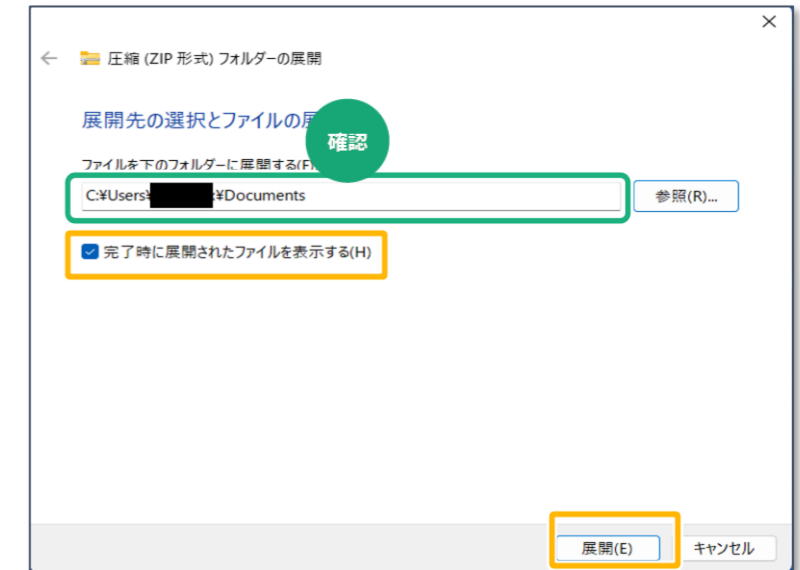 圧縮 (ZIP 形式) フォルダーの展開
展開先の選択とファイルの
確認
ファイルを下のフォルダーに展開する(F)
C:¥Users¥ ¥Documents
参照(R)...
完了時に展開されたファイルを表示する(H)
展開(E)
キャンセル